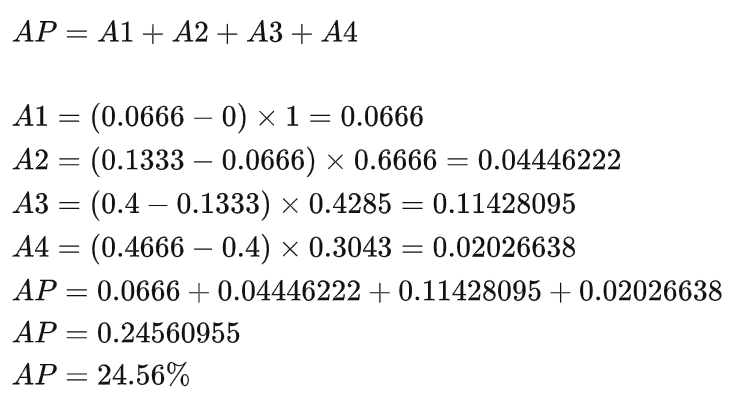 AP = A1 + A2 + A3 + A4
A1 = (0.0666 − 0) × 1 = 0.0666
A2 = (0.1333 − 0.0666) × 0.6666 = 0.04446222
A3 = (0.4 − 0.1333) × 0.4285 = 0.11428095
A4 = (0.4666 − 0.4) × 0.3043 = 0.02026638
AP = 0.0666 + 0.04446222 + 0.11428095 + 0.02026638
AP = 0.24560955
AP = 24.56%